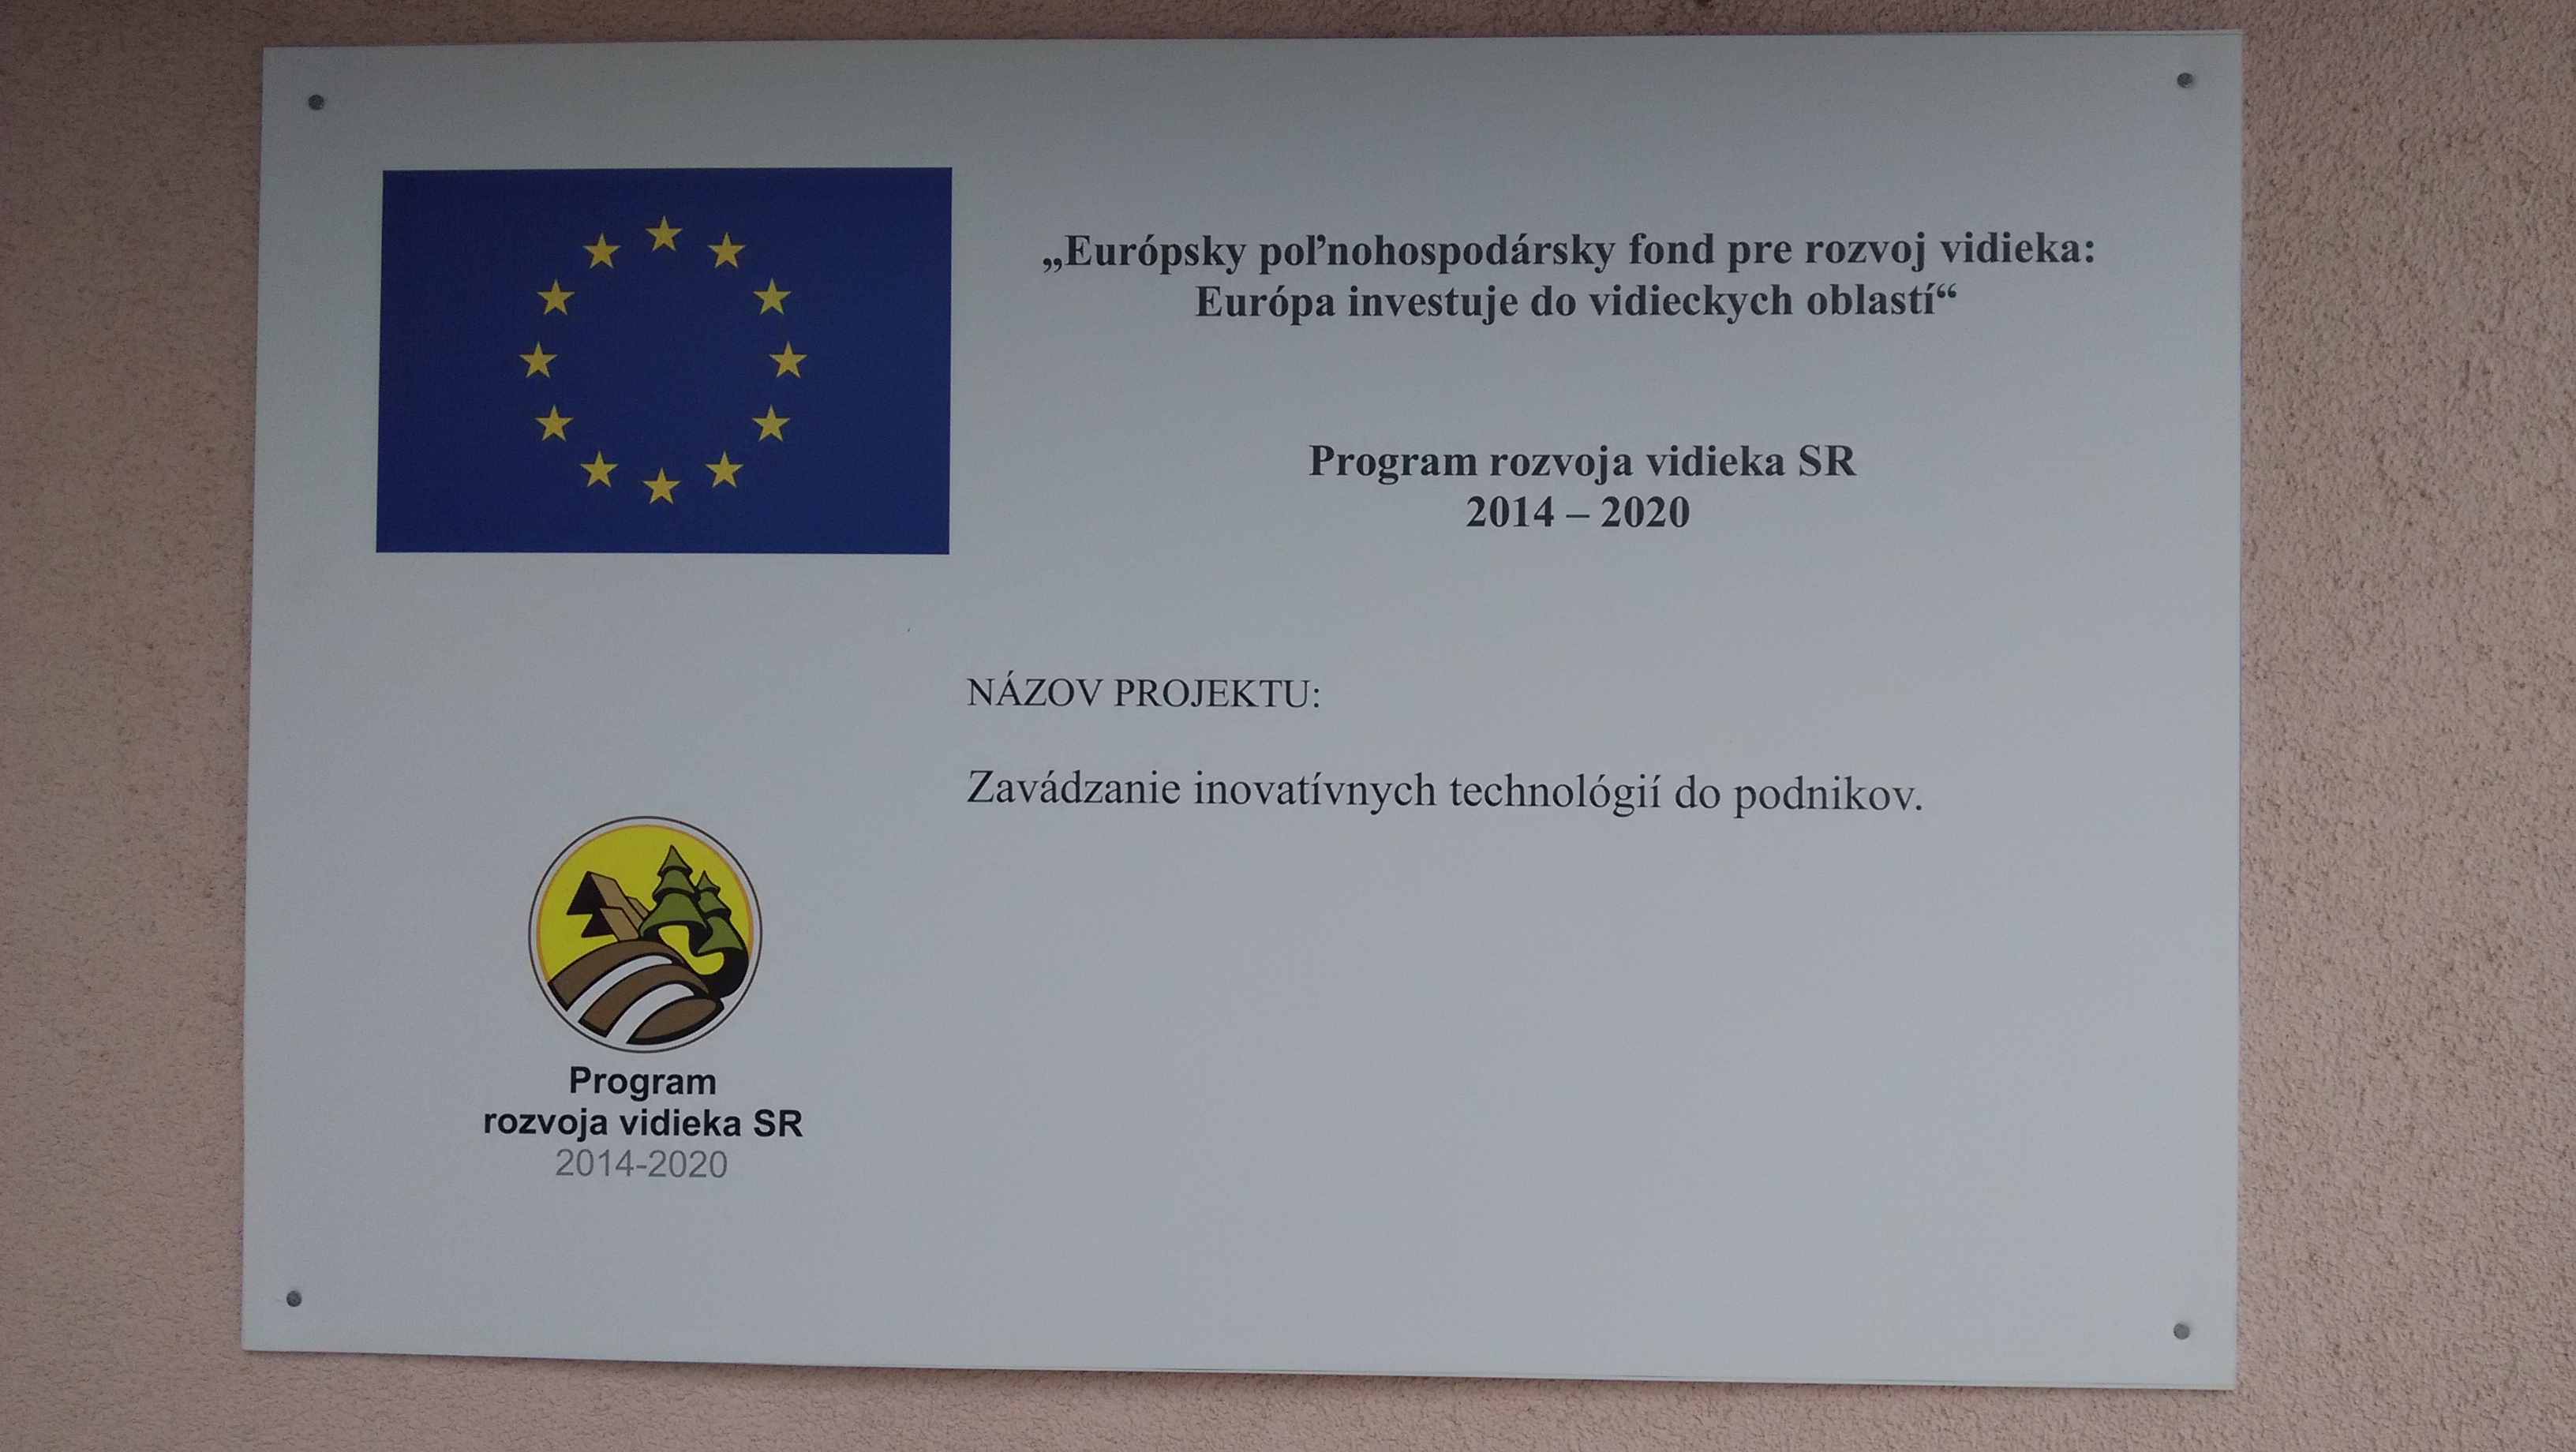 „Európsky poľnohospodársky fond pre rozvoj vidieka:
Európa investuje do vidieckych oblastí“
Program rozvoja vidieka SR
2014 – 2020
NÁZOV PROJEKTU:
Zavádzanie inovatívnych technológií do podnikov.
Program
rozvoja vidieka SR
2014-2020